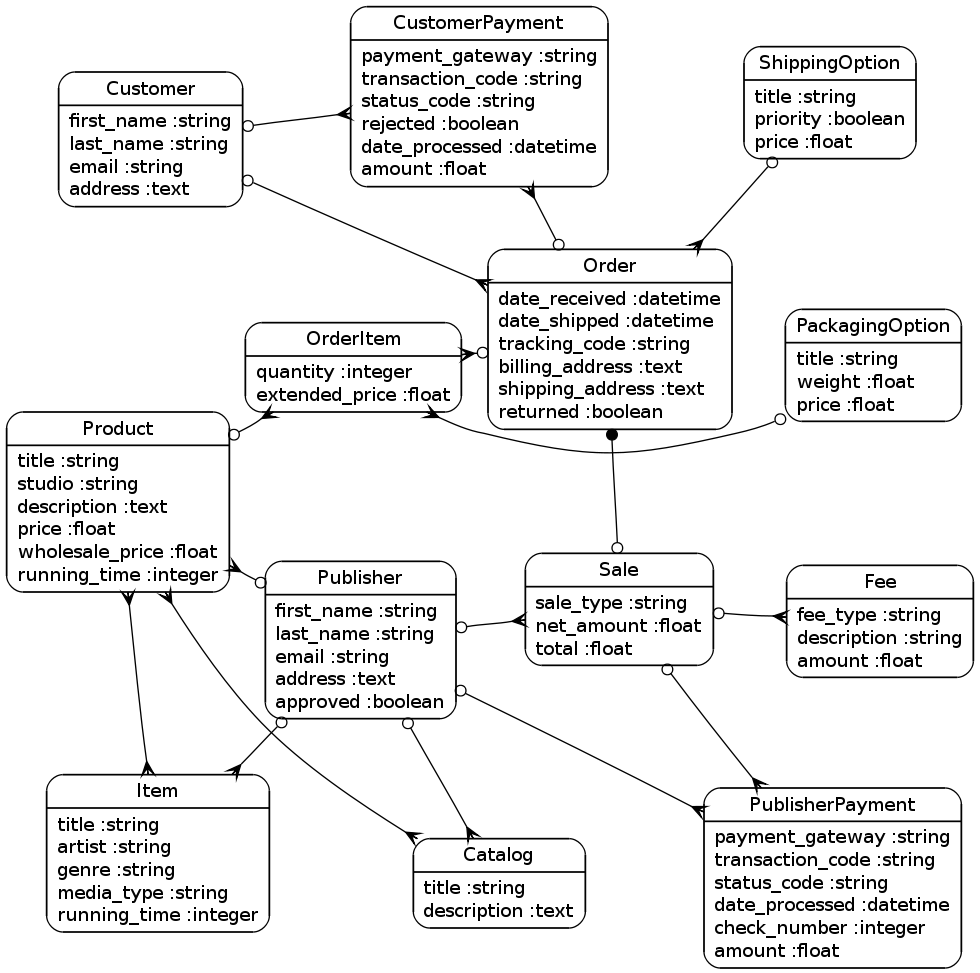 CustomerPayment
payment_gateway :string
transaction_code :string
status_code :string
rejected :boolean
date_processed :datetime
amount :float
ShippingOption
title :string
priority :boolean
price :float
Customer
first_name :string
last_name :string
email :string
address :text
Order
date_received :datetime
date_shipped :datetime
tracking_code :string
billing_address :text
shipping_address :text
returned :boolean
PackagingOption
title :string
weight :float
price :float
OrderItem
quantity :integer
extended_price :float
Product
title :string
studio :string
description :text
price :float
wholesale_price :float
running_time :integer
Publisher
first_name :string
last_name :string
email :string
address :text
approved :boolean
Sale
sale_type :string
net_amount :float
total :float
Fee
fee_type :string
description :string
amount :float
Item
title :string
artist :string
genre :string
media_type :string
running_time :integer
Catalog
title :string
description :text
PublisherPayment
payment_gateway :string
transaction_code :string
status_code :string
date_processed :datetime
check_number :integer
amount :float